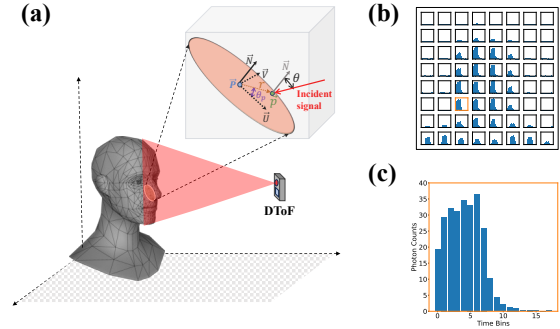 (a)
N⃗
V⃗
N⃗
θ
p⃗
r
Incident
signal
θp
p
U⃗
DToF
(b)
(c)
Photon Counts
40
35
30
25
20
15
10
5
0
0 5 10 15
Time Bins